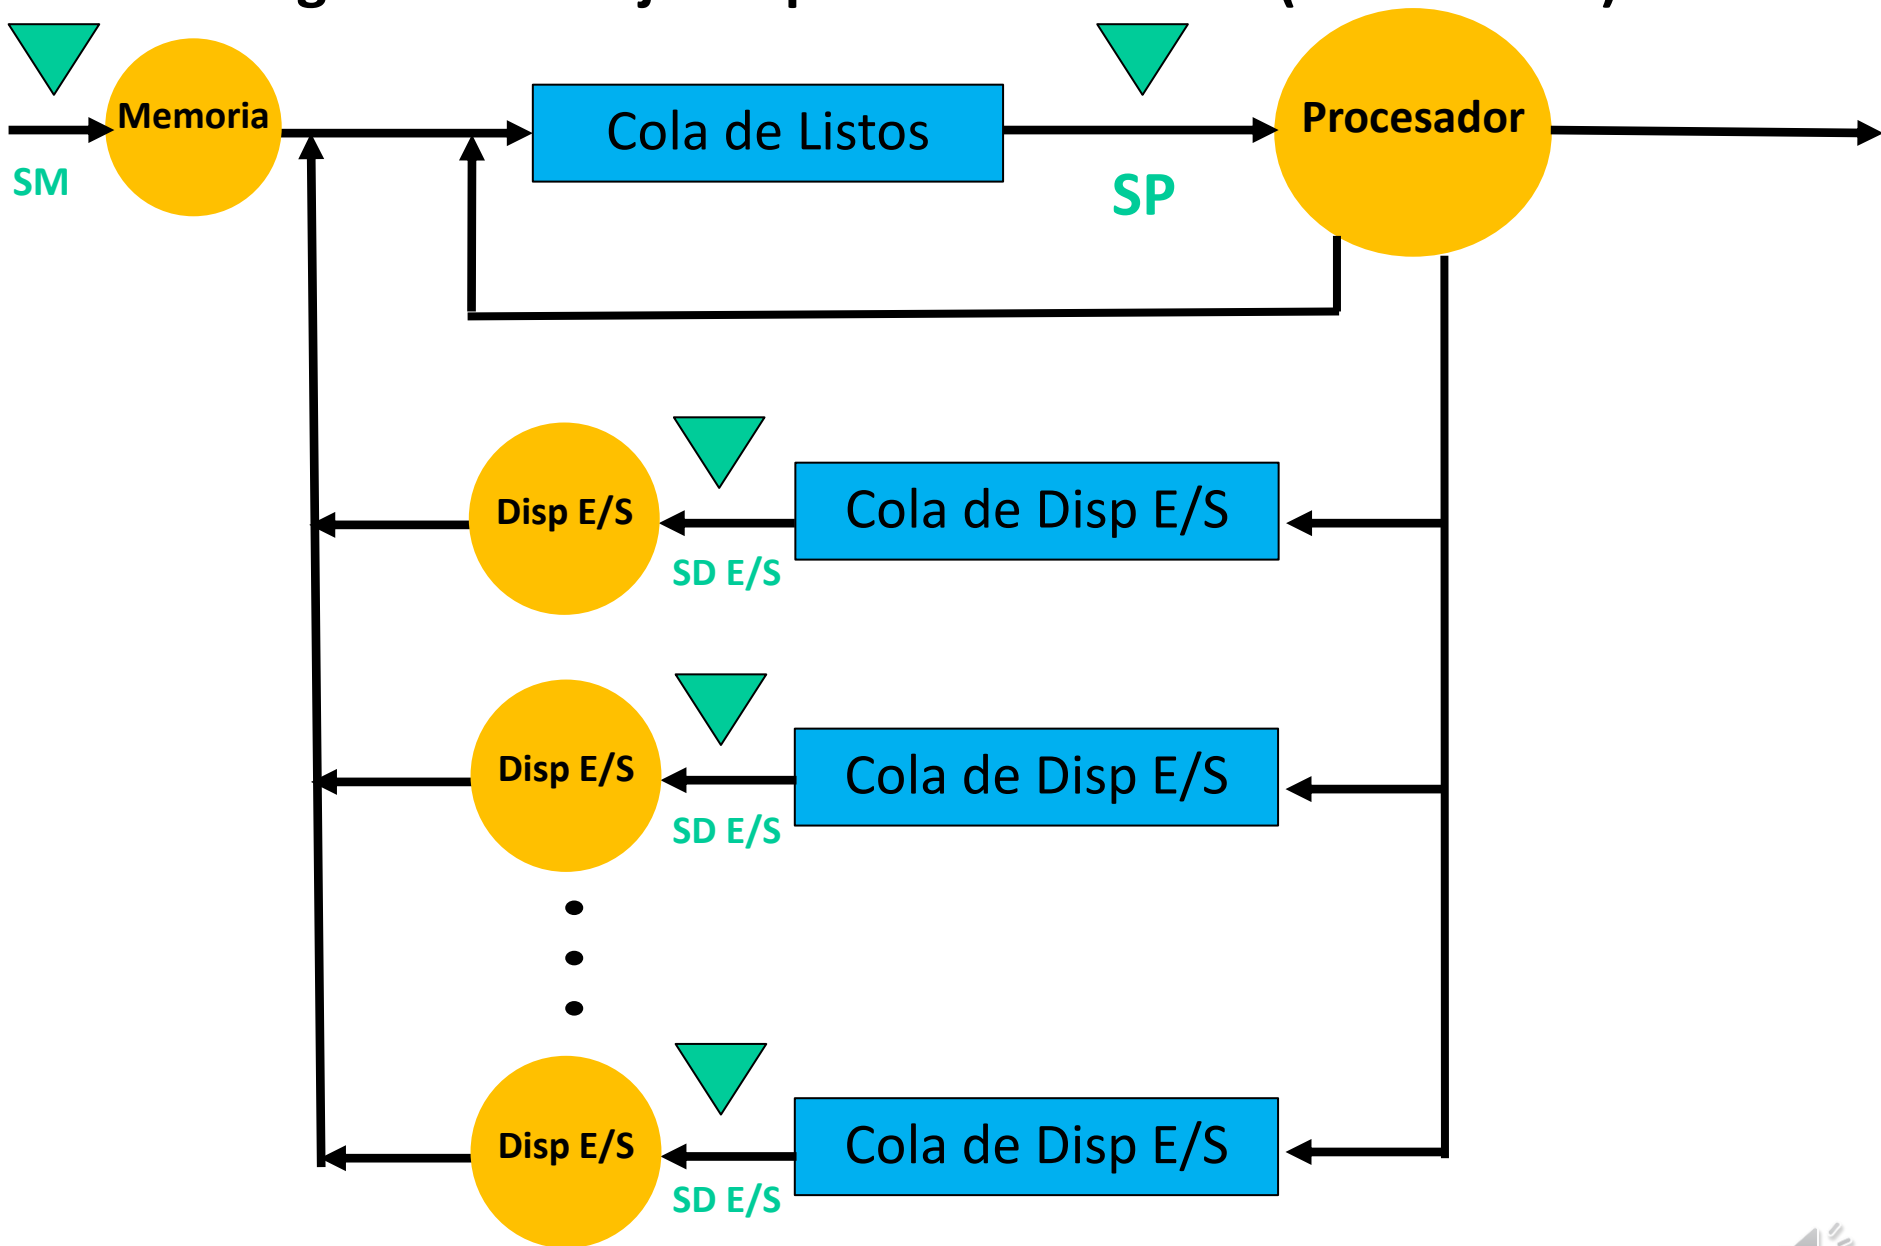 Memoria
Cola de Listos
Procesador
SM
SP
Disp E/S
Cola de Disp E/S
SD E/S
Disp E/S
Cola de Disp E/S
SD E/S
Disp E/S
Cola de Disp E/S
SD E/S